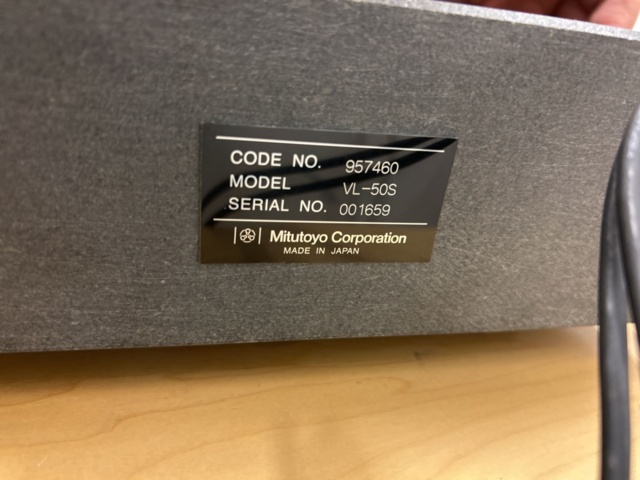 CODE NO. 957460
MODEL VL-50S
SERIAL NO. 001659
Mitutoyo Corporation
MADE IN JAPAN